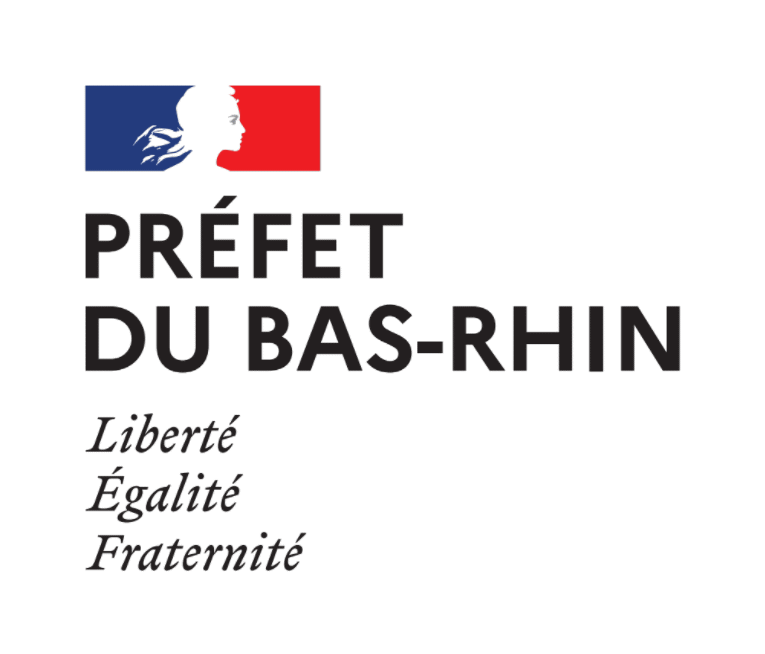 PRÉFET
DU BAS-RHIN
Liberté
Égalité
Fraternité